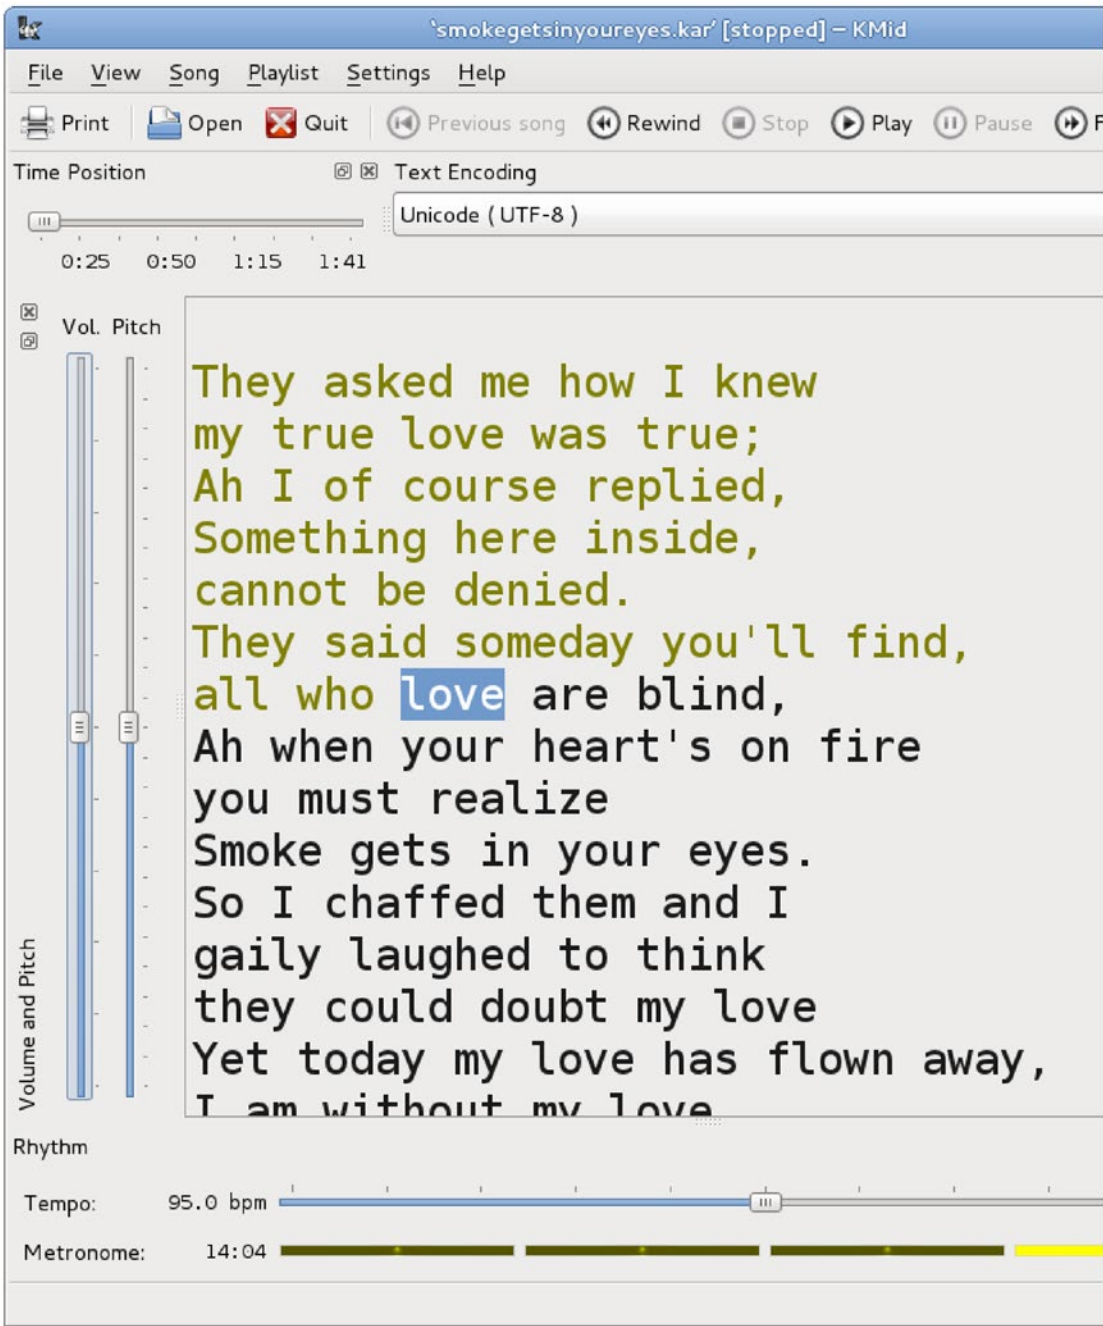 'smokegetsinyoureyes.kar' [stopped] – KMid
File View Song Playlist Settings Help
Print Open Quit Previous song Rewind Stop Play Pause F
Time Position Text Encoding
Unicode ( UTF-8 )
0:25 0:50 1:15 1:41
Vol. Pitch
They asked me how I knew
my true love was true;
Ah I of course replied,
Something here inside,
cannot be denied.
They said someday you'll find,
all who love are blind,
Ah when your heart's on fire
you must realize
Smoke gets in your eyes.
So I chaffed them and I
gaily laughed to think
they could doubt my love
Yet today my love has flown away,
I am without my love
Volume and Pitch
Rhythm
Tempo: 95.0 bpm
Metronome: 14:04